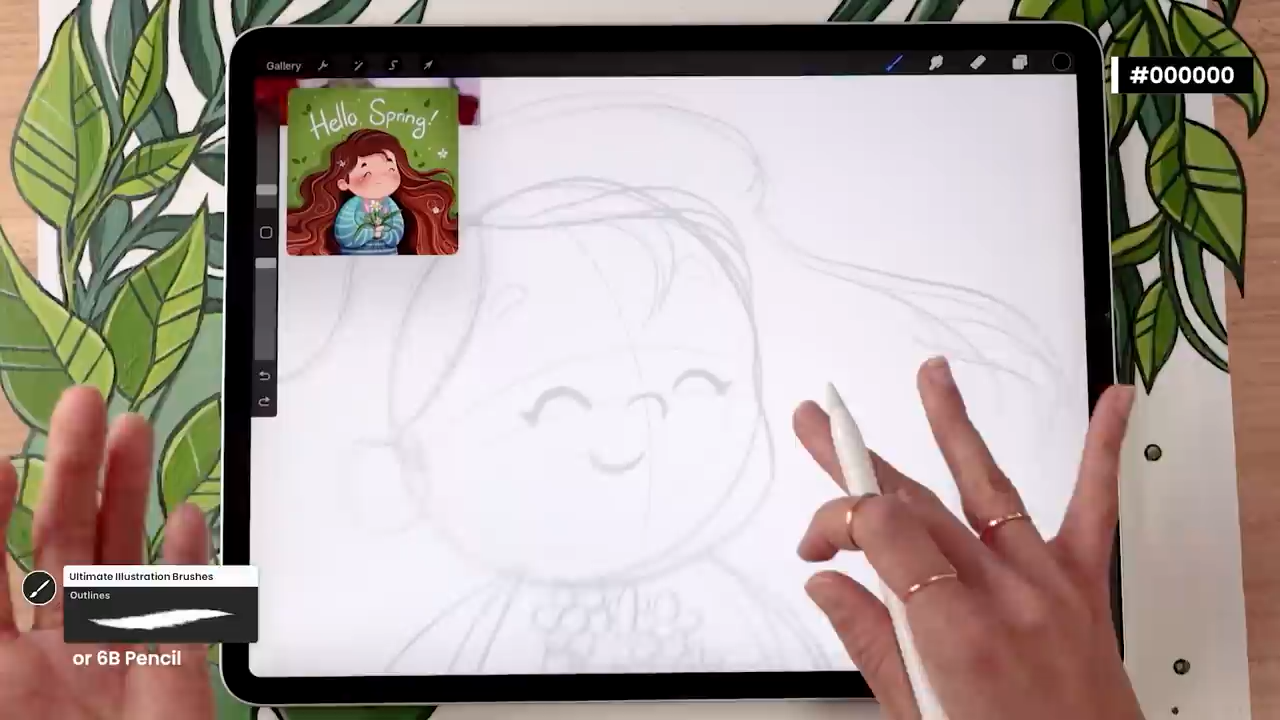 Gallery
#000000
Hello, Spring!
Ultimate Illustration Brushes
Outlines
or 6B Pencil